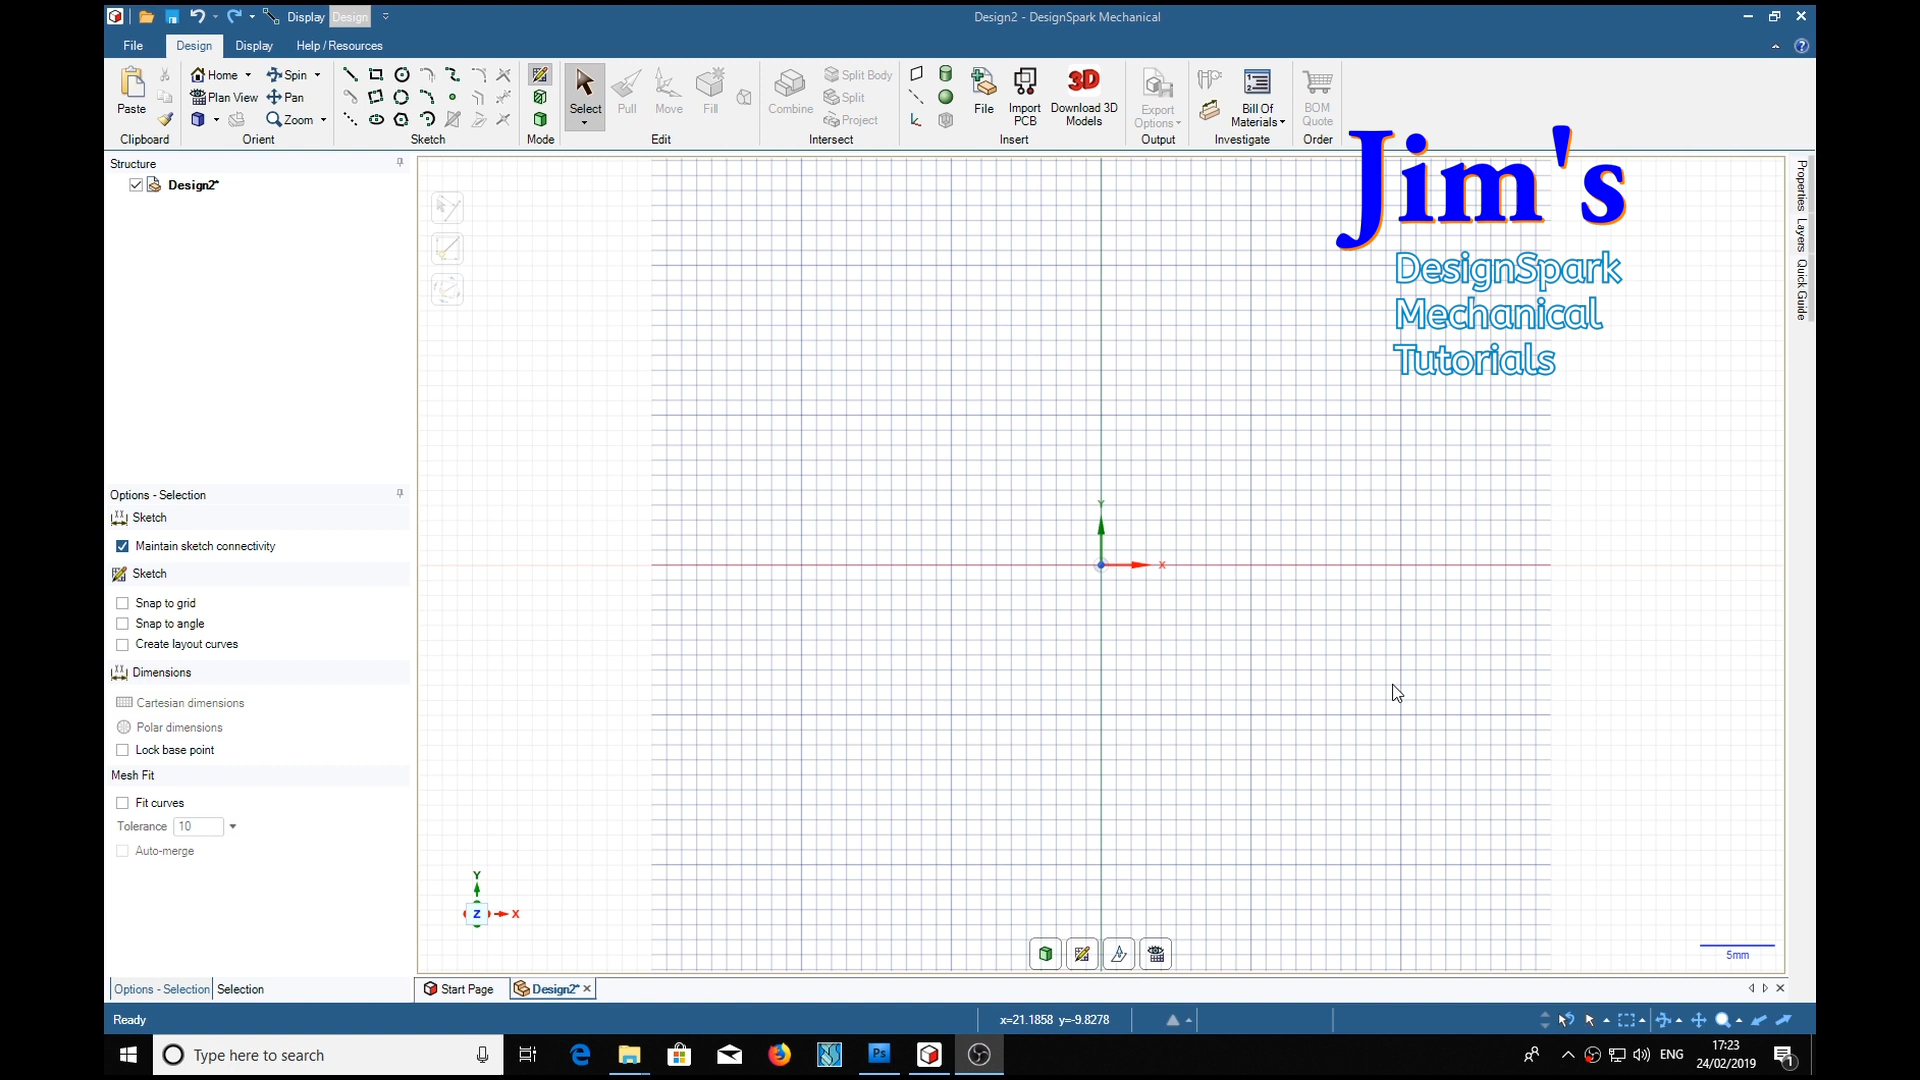 Display Design
Design2 - DesignSpark Mechanical
File Design Display Help / Resources
Paste
Clipboard
Home
Plan View
Spin
Pan
Zoom
Orient
Sketch
Mode
Select
Pull
Move
Fill
Edit
Combine
Split Body
Split
Project
Intersect
File
Import PCB
Download 3D Models
3D
Insert
Export Options
Output
Bill Of Materials
Investigate
BOM Quote
Order
Structure
Design2*
Jim's
DesignSpark
Mechanical
Tutorials
Properties
Layers
Quick Guide
Options - Selection
Sketch
Maintain sketch connectivity
Sketch
Snap to grid
Snap to angle
Create layout curves
Dimensions
Cartesian dimensions
Polar dimensions
Lock base point
Mesh Fit
Fit curves
Tolerance 10
Auto-merge
Y
X
Y
Z
X
5mm
Options - Selection Selection
Start Page Design2*
Ready
x=21.1858 y=-9.8278
Type here to search
Ps
ENG
17:23
24/02/2019
1